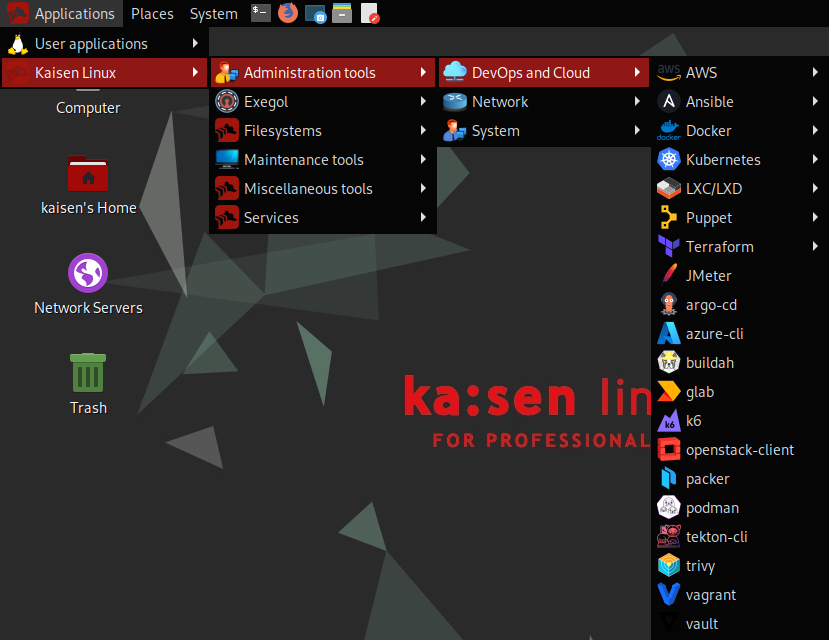 Applications Places System
User applications
Kaisen Linux
Computer
kaisen's Home
Network Servers
Trash
Administration tools
Exegol
Filesystems
Maintenance tools
Miscellaneous tools
Services
DevOps and Cloud
Network
System
aws AWS
Ansible
docker Docker
Kubernetes
LXC/LXD
Puppet
Terraform
JMeter
argo-cd
azure-cli
buildah
glab
k6 k6
openstack-client
packer
podman
tekton-cli
trivy
vagrant
vault
ka:sen lin
FOR PROFESSIONAL